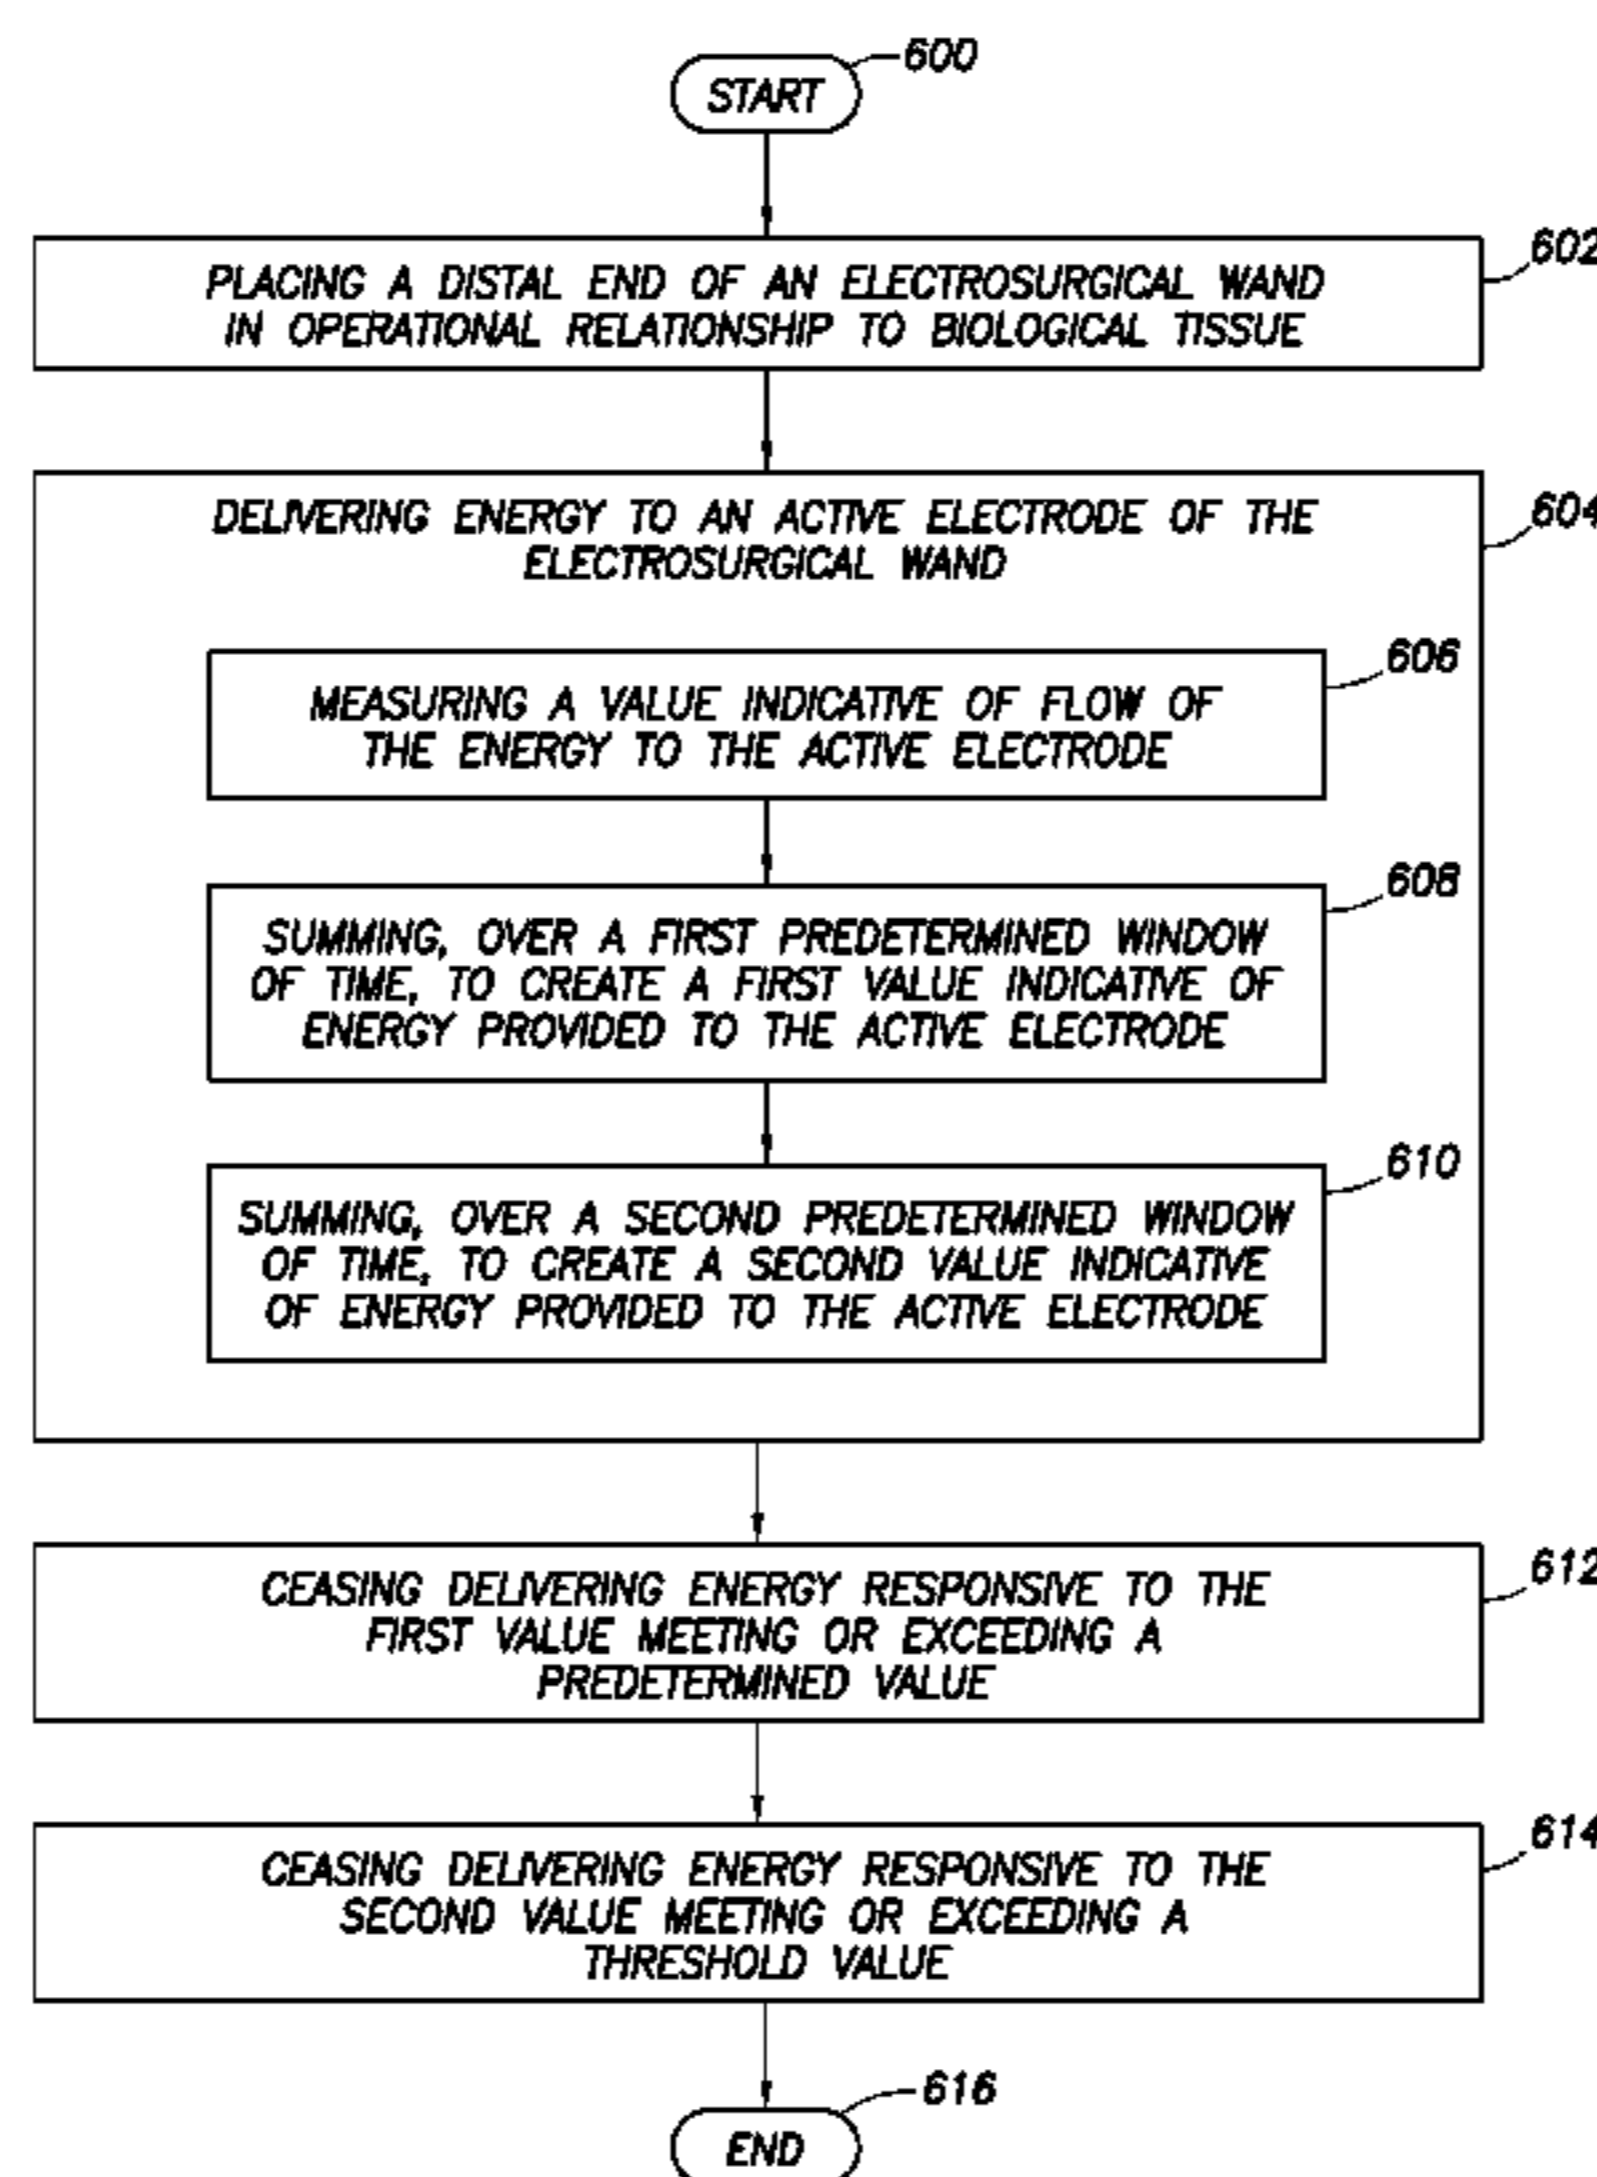 600
START
602
PLACING A DISTAL END OF AN ELECTROSURGICAL WAND
IN OPERATIONAL RELATIONSHIP TO BIOLOGICAL TISSUE
604
DELIVERING ENERGY TO AN ACTIVE ELECTRODE OF THE
ELECTROSURGICAL WAND
606
MEASURING A VALUE INDICATIVE OF FLOW OF
THE ENERGY TO THE ACTIVE ELECTRODE
608
SUMMING, OVER A FIRST PREDETERMINED WINDOW
OF TIME, TO CREATE A FIRST VALUE INDICATIVE OF
ENERGY PROVIDED TO THE ACTIVE ELECTRODE
610
SUMMING, OVER A SECOND PREDETERMINED WINDOW
OF TIME, TO CREATE A SECOND VALUE INDICATIVE
OF ENERGY PROVIDED TO THE ACTIVE ELECTRODE
612
CEASING DELIVERING ENERGY RESPONSIVE TO THE
FIRST VALUE MEETING OR EXCEEDING A
PREDETERMINED VALUE
614
CEASING DELIVERING ENERGY RESPONSIVE TO THE
SECOND VALUE MEETING OR EXCEEDING A
THRESHOLD VALUE
616
END